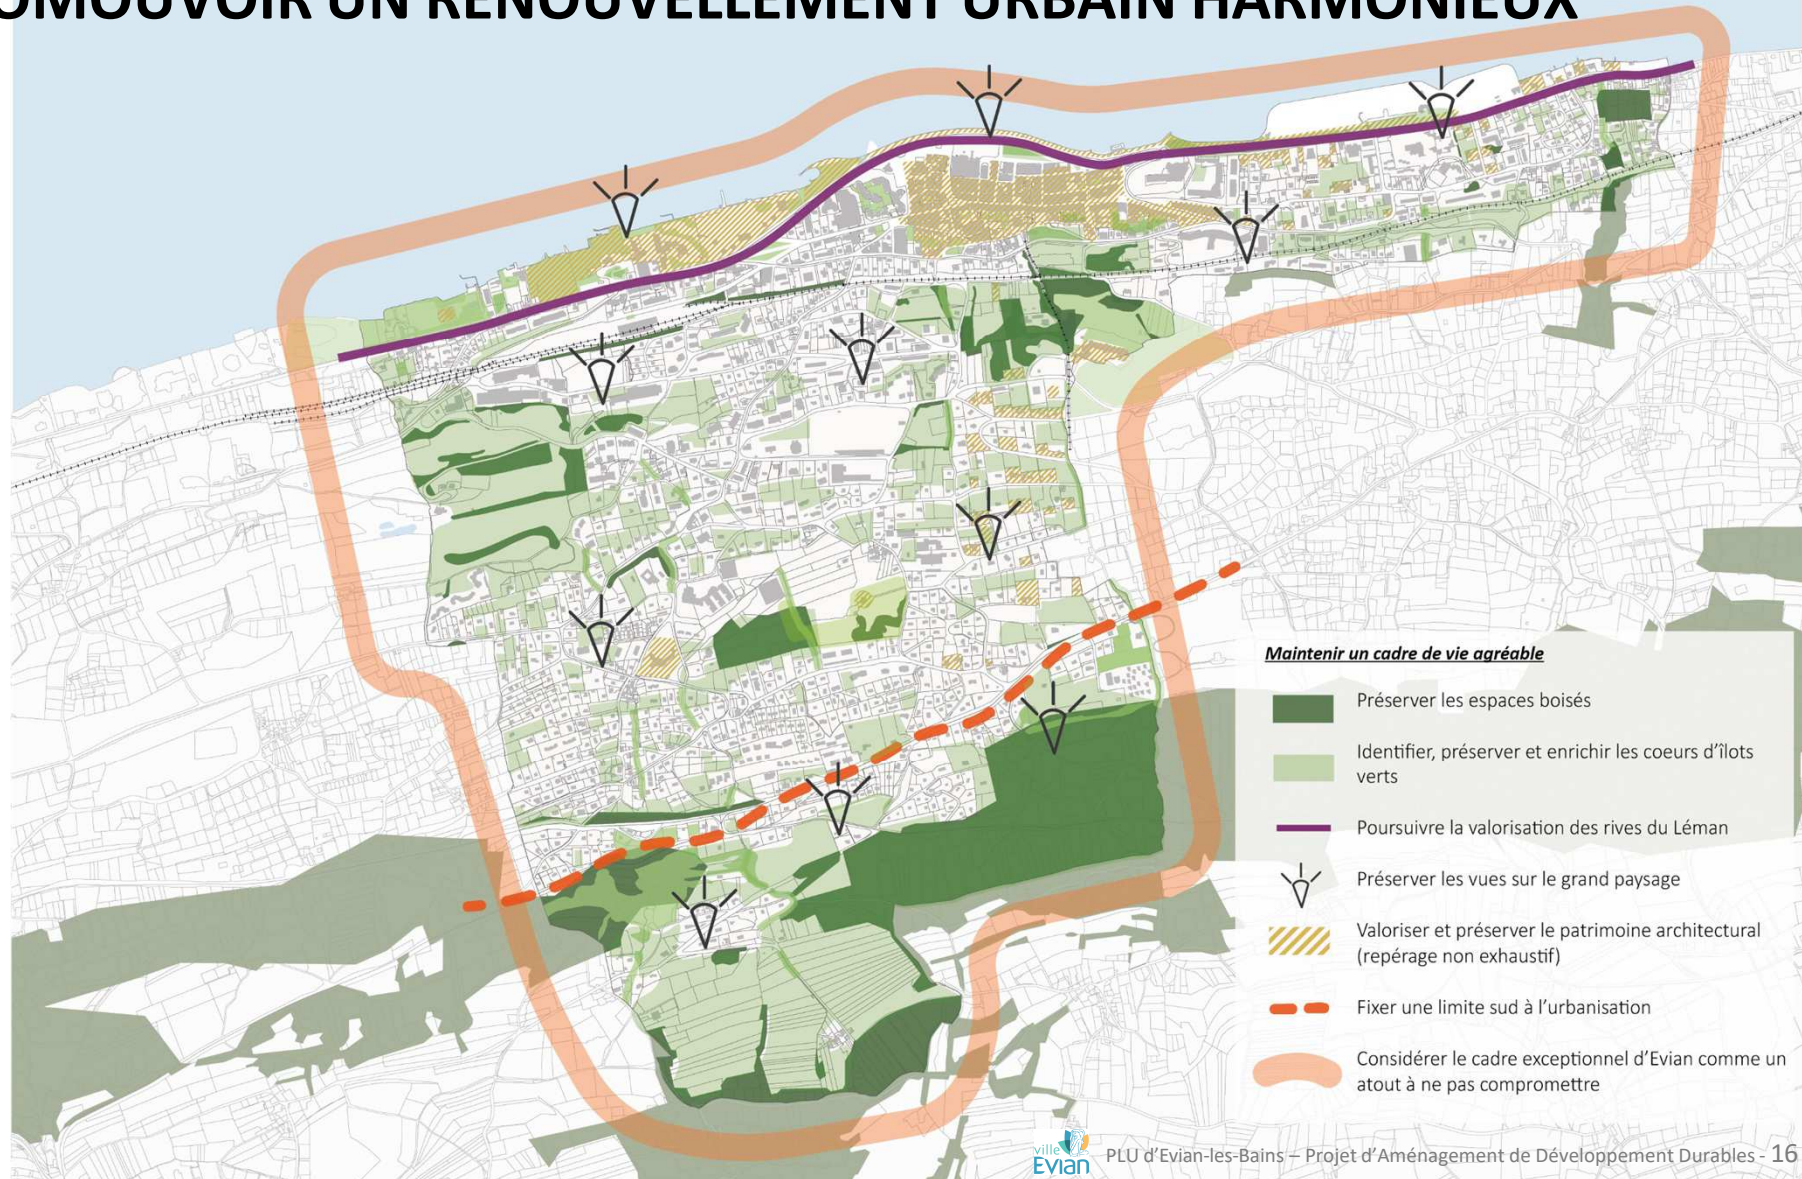 OMOUVOIR UN RENOUVELLEMENT URBAIN HARMONIEUX
Maintenir un cadre de vie agréable
Préserver les espaces boisés
Identifier, préserver et enrichir les coeurs d'îlots
verts
Poursuivre la valorisation des rives du Léman
Préserver les vues sur le grand paysage
Valoriser et préserver le patrimoine architectural
(repérage non exhaustif)
Fixer une limite sud à l'urbanisation
Considérer le cadre exceptionnel d'Evian comme un
atout à ne pas compromettre
ville
Evian
PLU d'Evian-les-Bains – Projet d'Aménagement de Développement Durables - 16